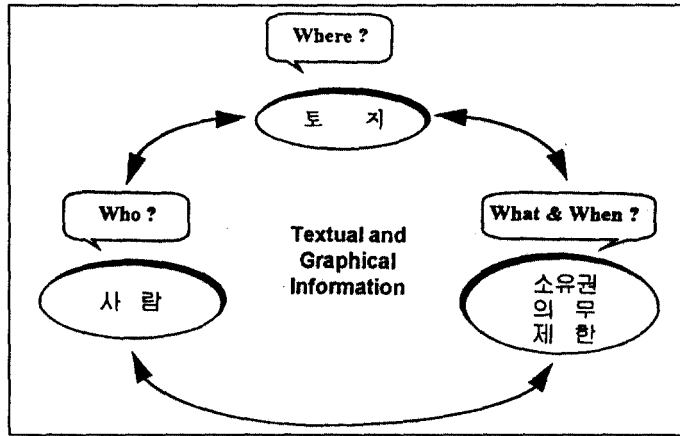 Where ?
토 지
Who ?
What & When ?
Textual and
Graphical
Information
사 람
소유권
의 무
제 한